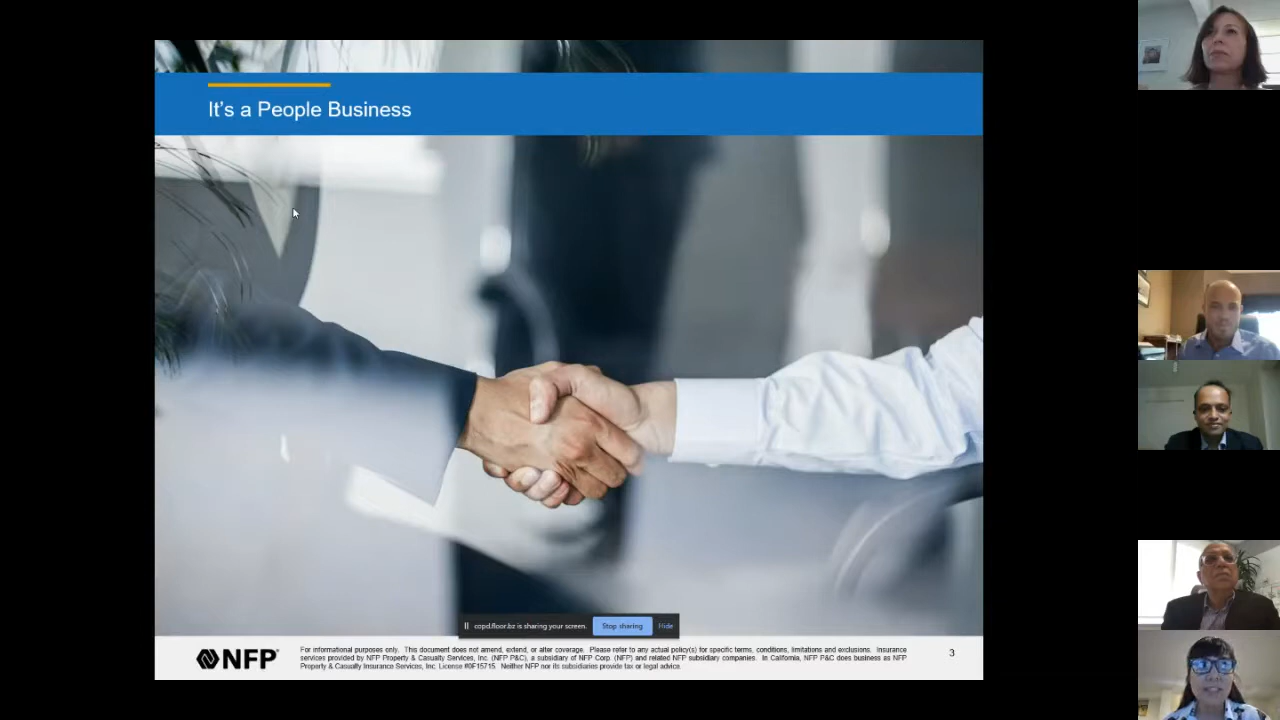 It's a People Business
copd.floor.bz is sharing your screen. Stop sharing Hide
NFP
For informational purposes only. This document does not amend, extend, or alter coverage. Please refer to any actual policy(s) for specific terms, conditions, limitations and exclusions. Insurance
services provided by NFP Property & Casualty Services, Inc. (NFP P&C), a subsidiary of NFP Corp. (NFP) and related NFP subsidiary companies. In California, NFP P&C does business as NFP
Property & Casualty Insurance Services, Inc. License #0F15715. Neither NFP nor its subsidiaries provide tax or legal advice.
3